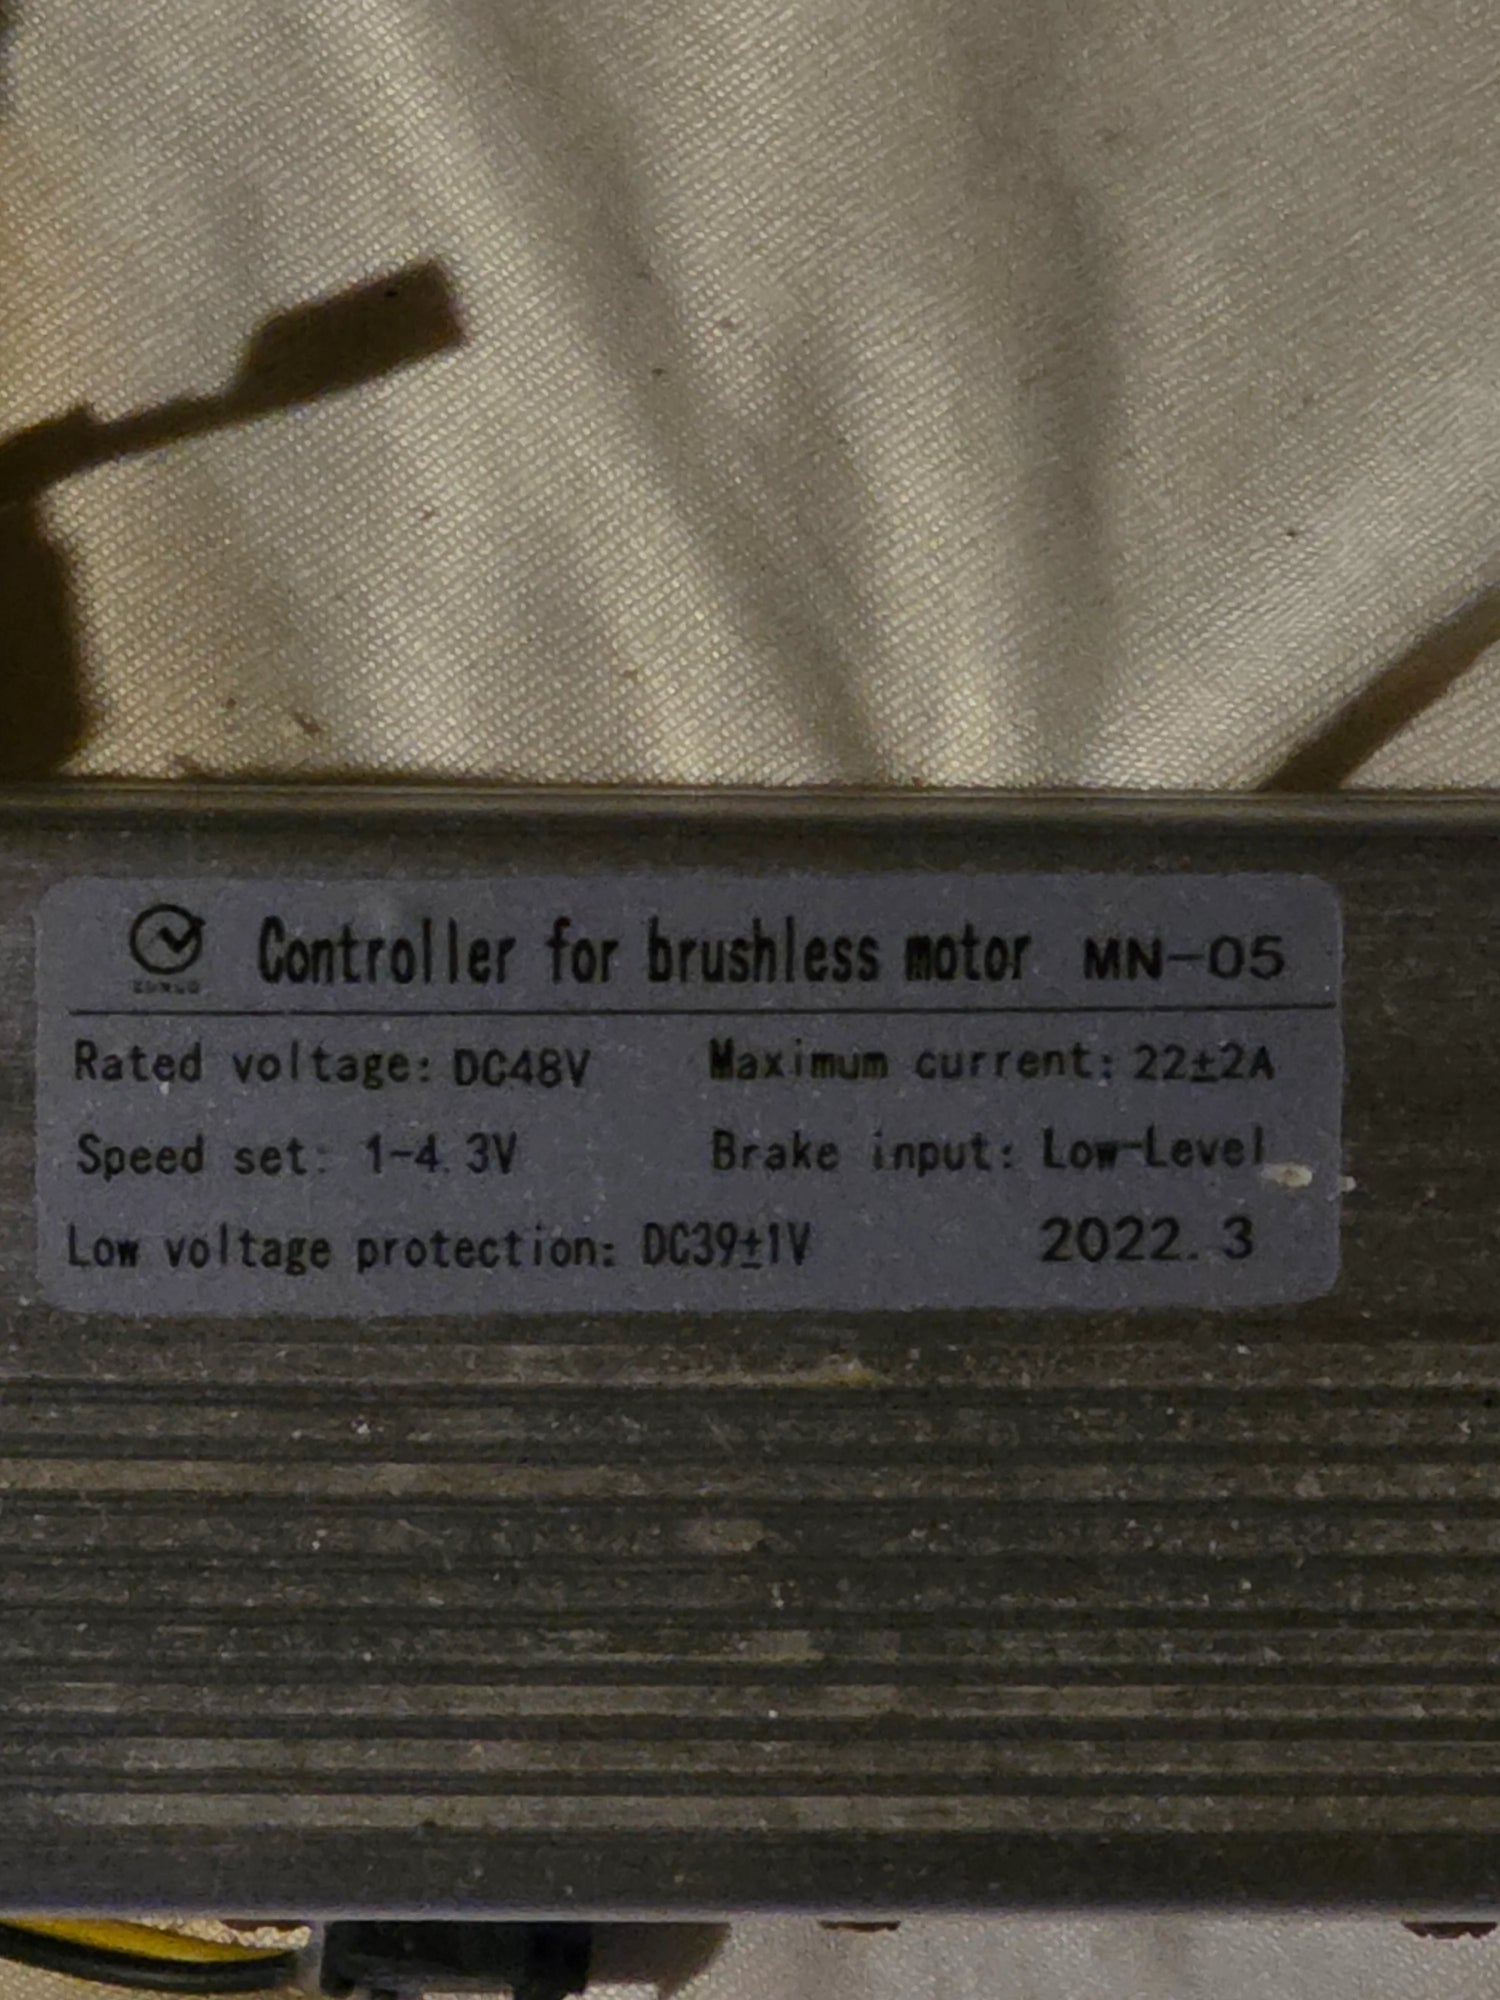 Controller for brushless motor MN-05
Rated voltage: DC48V Maximum current: 22±2A
Speed set: 1-4.3V Brake input: Low-Level
Low voltage protection: DC39±1V 2022.3